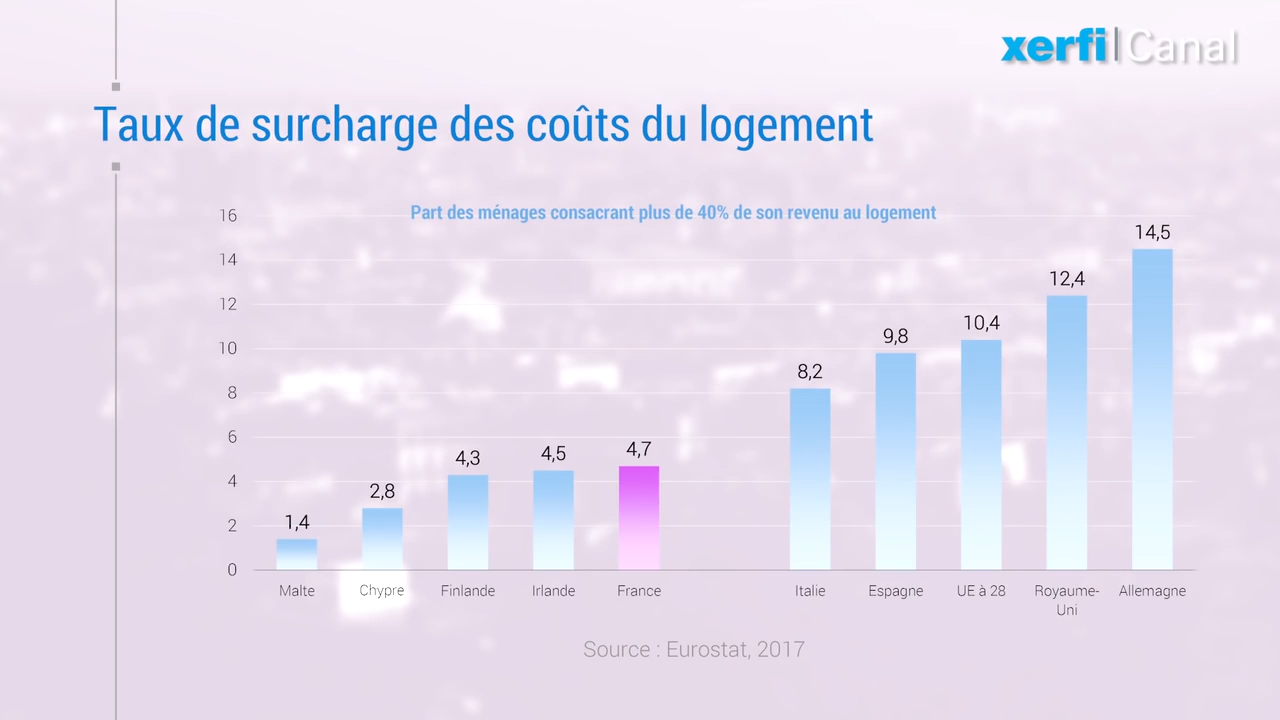 xerfi|Canal
Taux de surcharge des coûts du logement
Part des ménages consacrant plus de 40% de son revenu au logement
16
14
12
10
8
6
4
2
0
1,4
2,8
4,3
4,5
4,7
8,2
9,8
10,4
12,4
14,5
Malte
Chypre
Finlande
Irlande
France
Italie
Espagne
UE à 28
Royaume-
Uni
Allemagne
Source : Eurostat, 2017